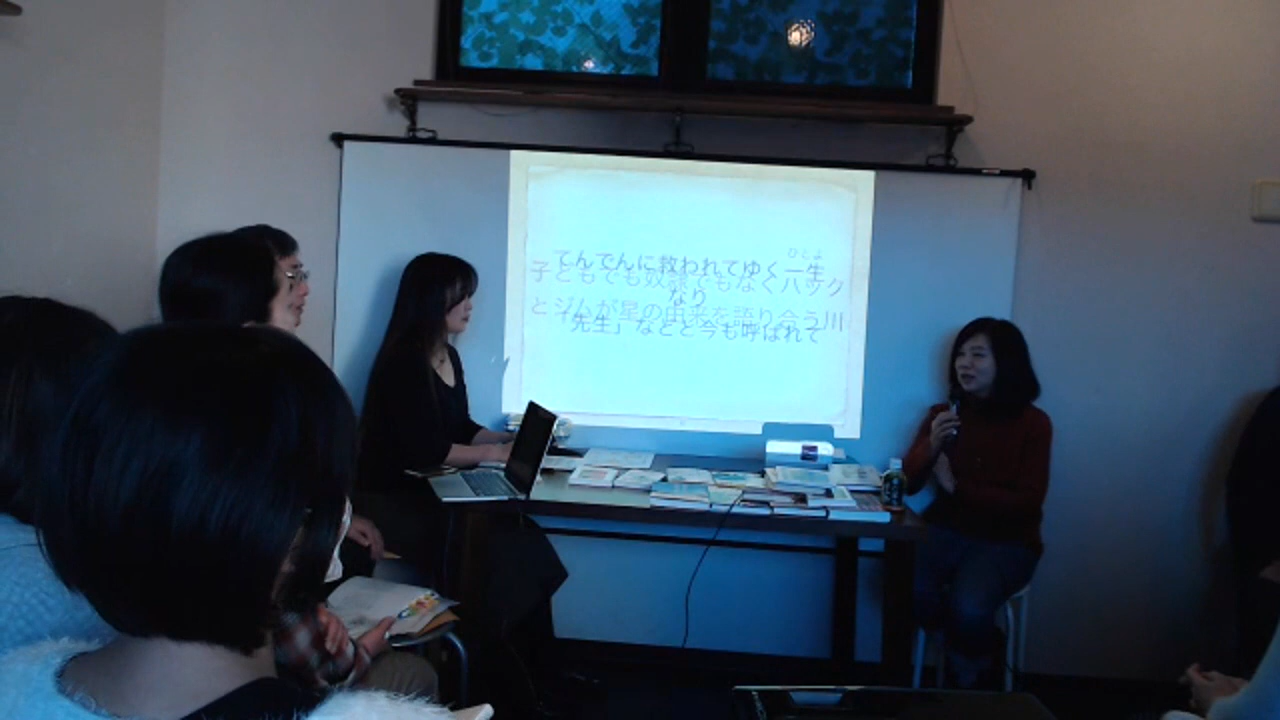 ひとよ
てんでんに救われてゆく一生
子どもでも奴隷でもなくハック
なり
とジムが星の由来を語り合う川
「先生」などと今も呼ばれて